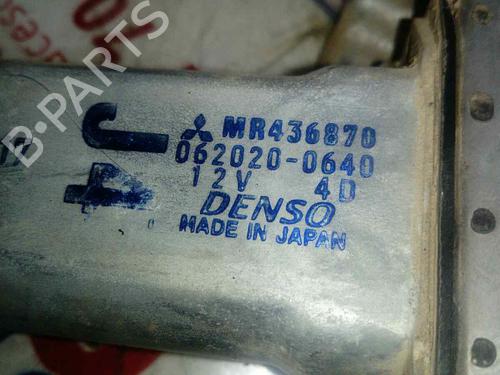 B-PARTS
MR436870
062020-0640
12V 4D
DENSO
MADE IN JAPAN